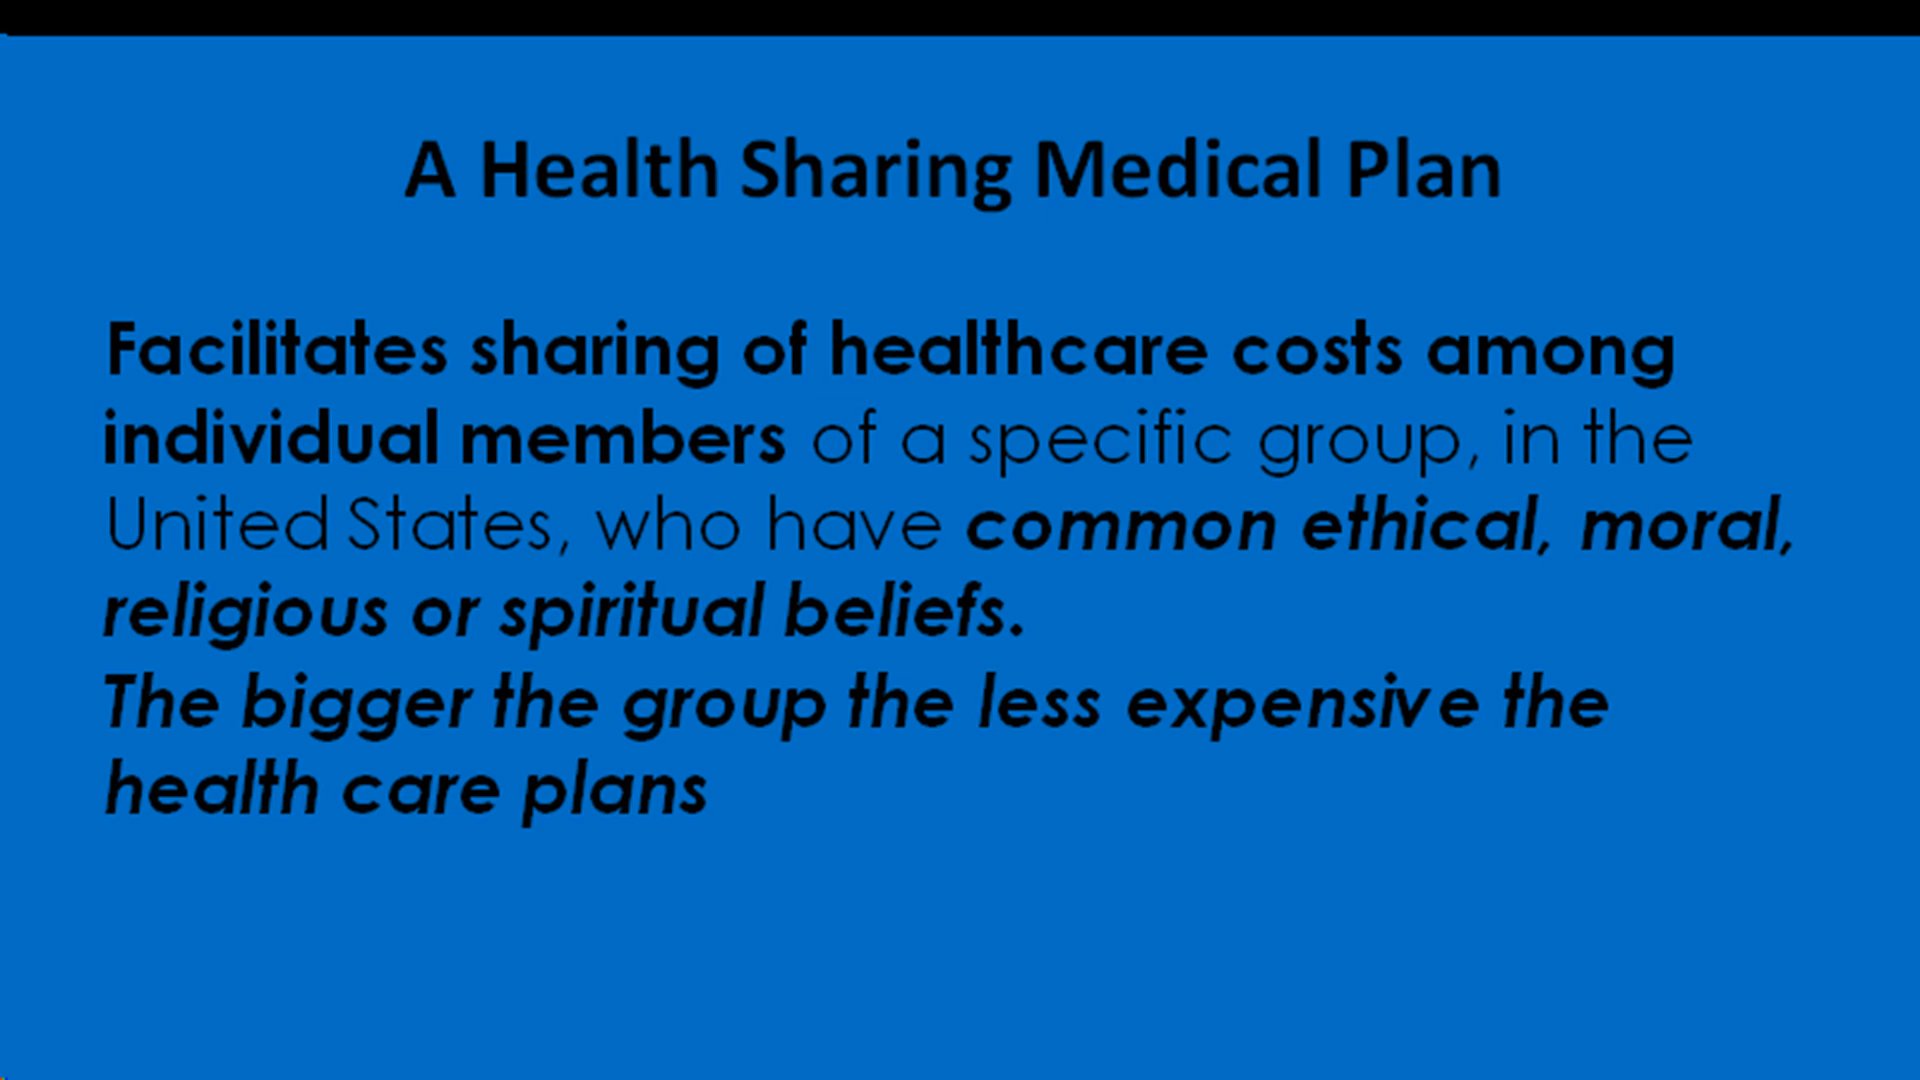 A Health Sharing Medical Plan
Facilitates sharing of healthcare costs among
individual members of a specific group, in the
United States, who have common ethical, moral,
religious or spiritual beliefs.
The bigger the group the less expensive the
health care plans